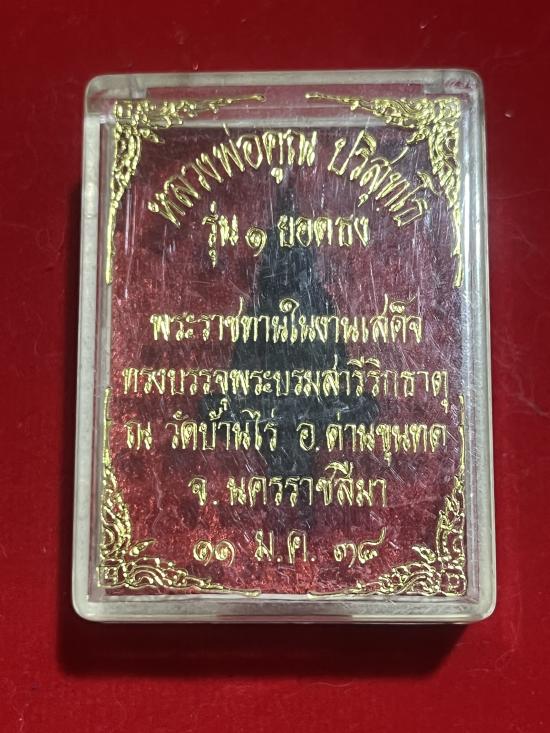 หลวงพ่อคูณ ปริสุทโธ
รุ่น ๑ ยอดธง
พระราชทานในงานเสด็จ
ทรงบรรจุพระบรมสารีริกธาตุ
ณ วัดบ้านไร่ อ.ด่านขุนทด
จ.นครราชสีมา
๑๑ ม.ค. ๓๘